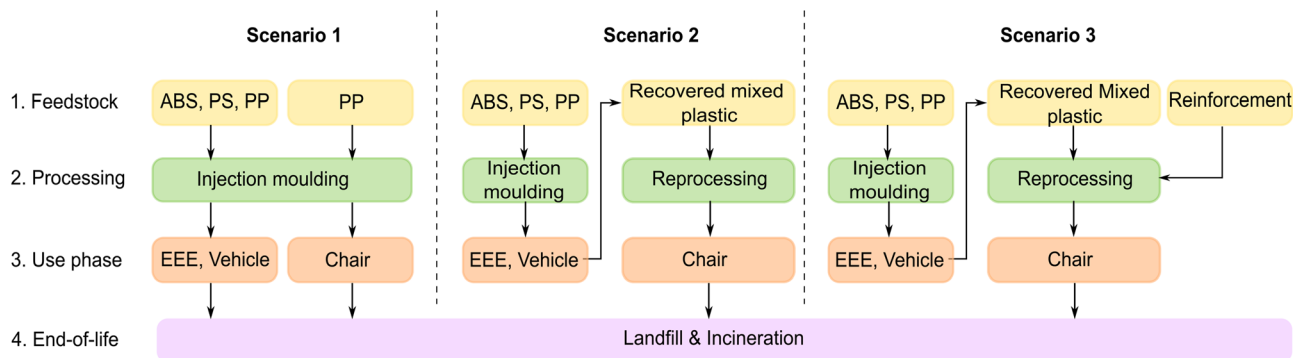 Scenario 1
Scenario 2
Scenario 3
1. Feedstock
ABS, PS, PP
PP
ABS, PS, PP
Recovered mixed
plastic
ABS, PS, PP
Recovered Mixed
plastic
Reinforcement
2. Processing
Injection moulding
Injection
moulding
Reprocessing
Injection
moulding
Reprocessing
3. Use phase
EEE, Vehicle
Chair
EEE, Vehicle
Chair
EEE, Vehicle
Chair
4. End-of-life
Landfill & Incineration